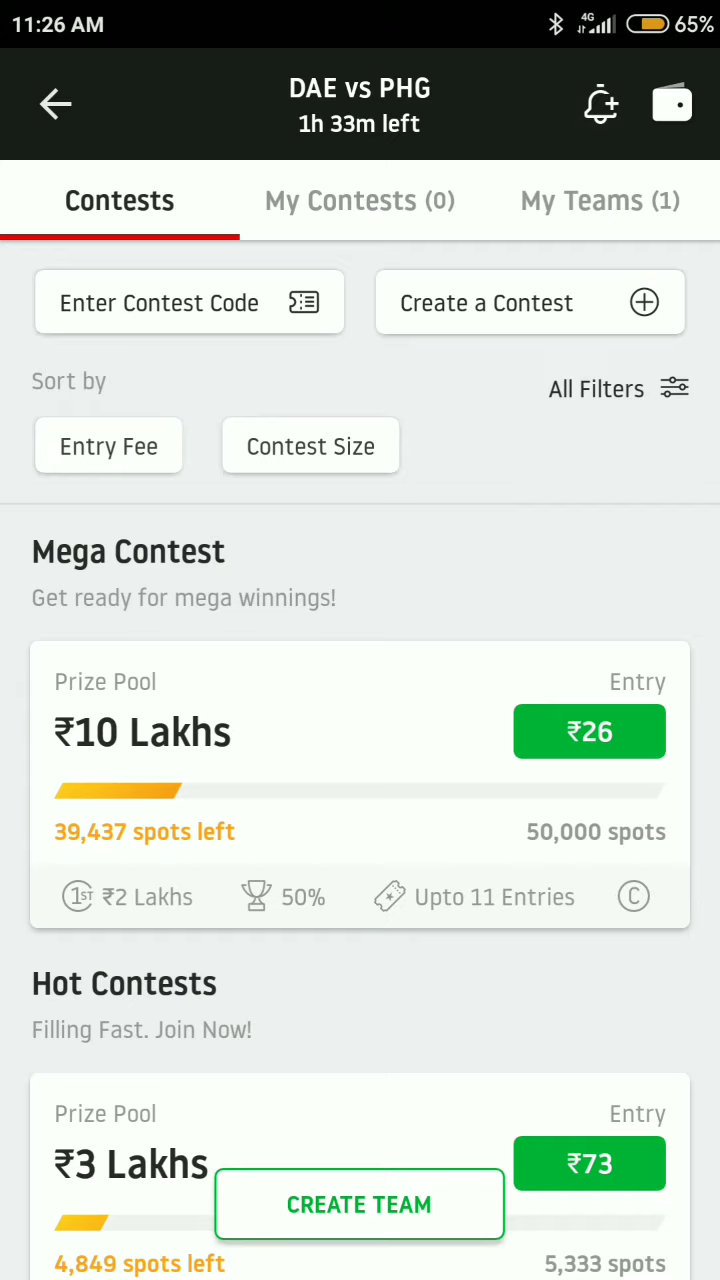 11:26 AM 4G 65%
DAE vs PHG
1h 33m left
Contests My Contests (0) My Teams (1)
Enter Contest Code Create a Contest
Sort by
All Filters
Entry Fee Contest Size
Mega Contest
Get ready for mega winnings!
Prize Pool Entry
₹10 Lakhs ₹26
39,437 spots left 50,000 spots
1ST ₹2 Lakhs 50% Upto 11 Entries C
Hot Contests
Filling Fast. Join Now!
Prize Pool Entry
₹3 Lakhs ₹73
CREATE TEAM
4,849 spots left 5,333 spots